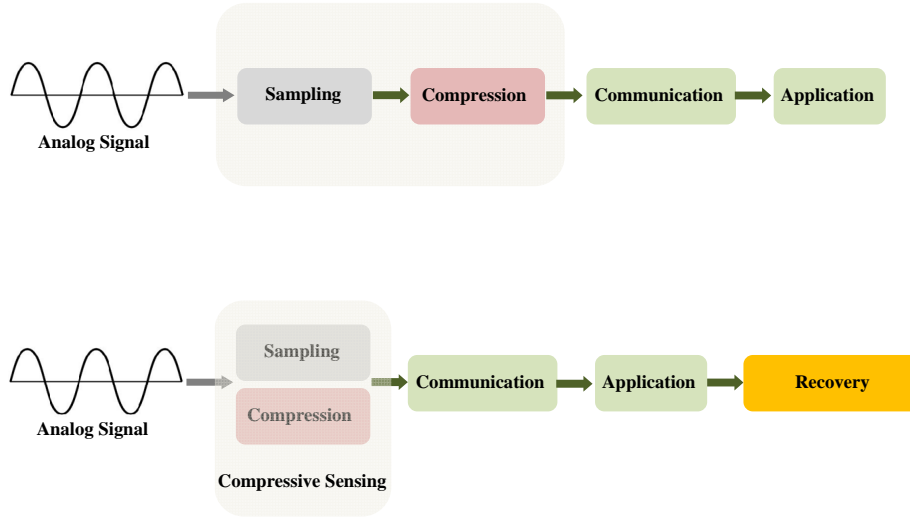 Sampling
Compression
Communication
Application
Analog Signal
Sampling
Compression
Communication
Application
Recovery
Analog Signal
Compressive Sensing